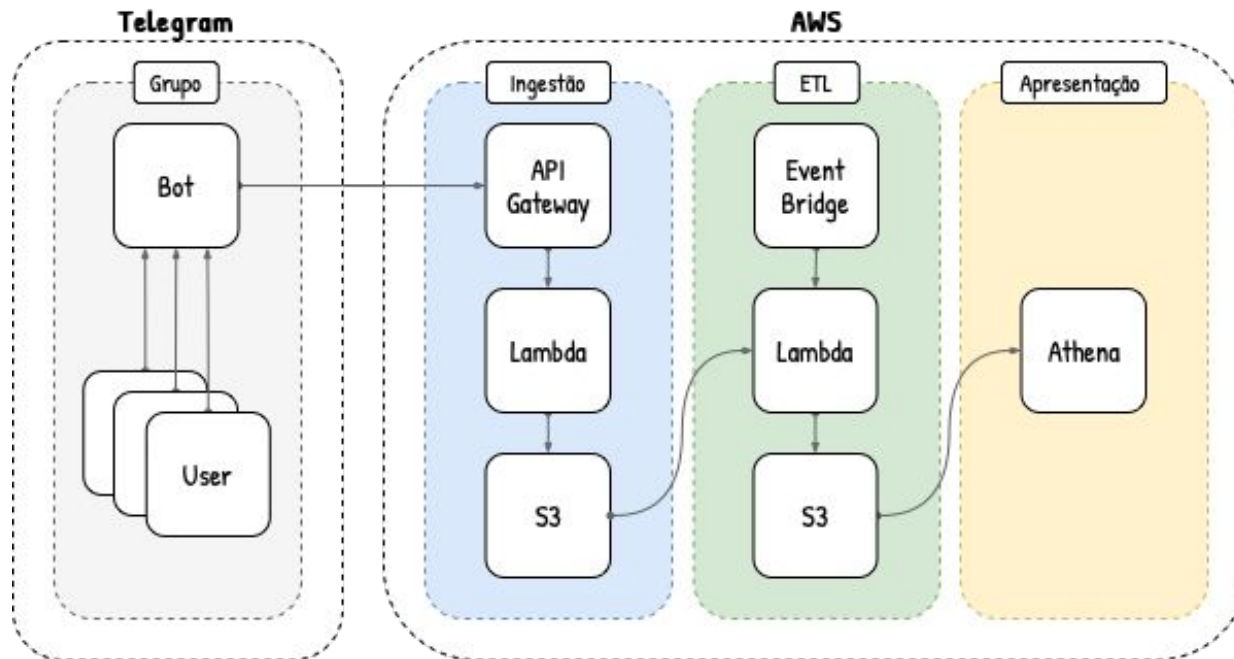 Telegram
AWS
Grupo
Ingestão
ETL
Apresentação
Bot
API
Gateway
Event
Bridge
Lambda
Lambda
Athena
User
S3
S3